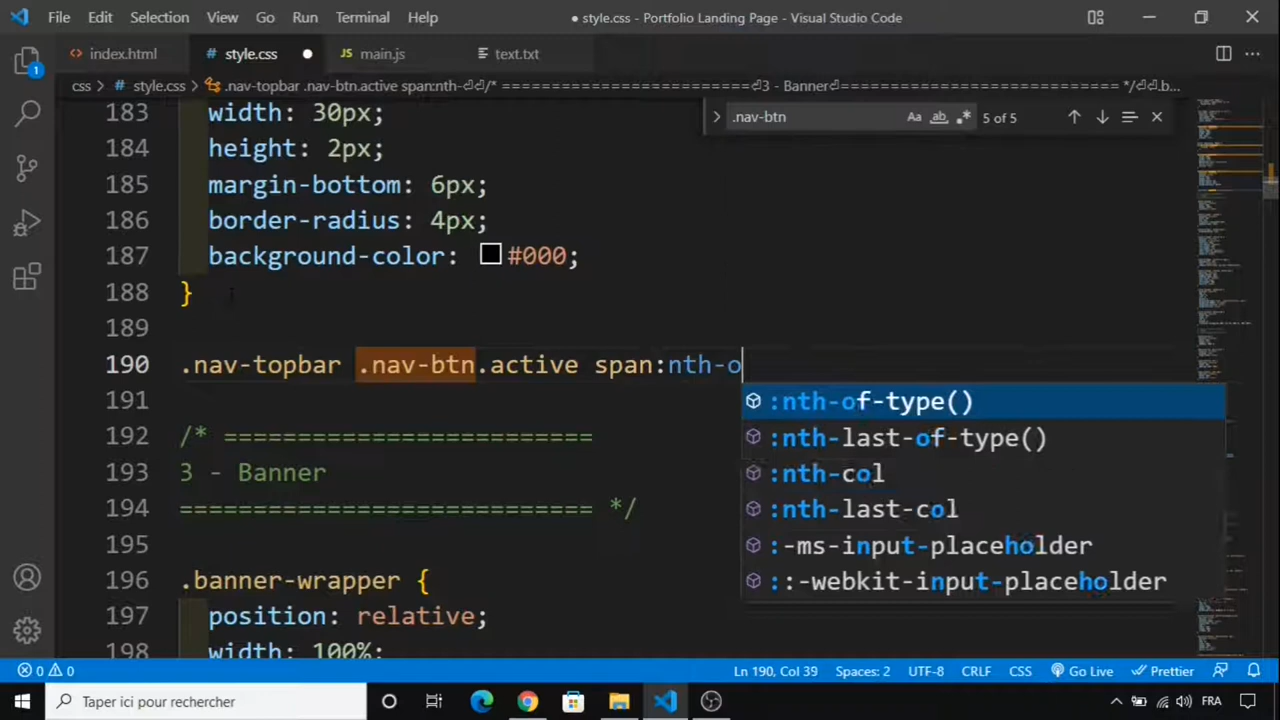 File Edit Selection View Go Run Terminal Help
● style.css - Portfolio Landing Page - Visual Studio Code
<> index.html
# style.css ●
JS main.js
text.txt
css > # style.css > .nav-topbar .nav-btn.active span:nth-⏎⏎/* ==========================⏎3 - Banner⏎============================ */⏎⏎.b...
.nav-btn Aa ab .* 5 of 5
183 width: 30px;
184 height: 2px;
185 margin-bottom: 6px;
186 border-radius: 4px;
187 background-color: #000;
188 }
189
190 .nav-topbar .nav-btn.active span:nth-o
191
:nth-of-type()
192 /* =========================
:nth-last-of-type()
193 3 - Banner
:nth-col
194 ============================ */
:nth-last-col
195
:-ms-input-placeholder
196 .banner-wrapper {
::-webkit-input-placeholder
197 position: relative;
198 width: 100%;
1
0 0 Ln 190, Col 39 Spaces: 2 UTF-8 CRLF CSS Go Live Prettier
Taper ici pour rechercher
FRA